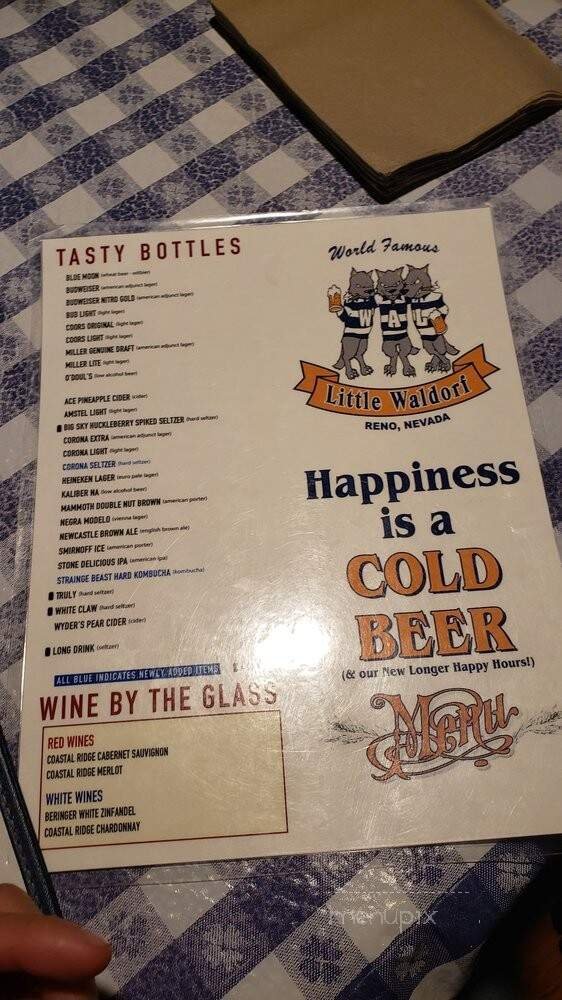 TASTY BOTTLES
BLUE MOON (wheat beer - witbier)
BUDWEISER (american adjunct lager)
BUDWEISER NITRO GOLD (american adjunct lager)
BUD LIGHT (light lager)
COORS ORIGINAL (light lager)
COORS LIGHT (light lager)
MILLER GENUINE DRAFT (american adjunct lager)
MILLER LITE (light lager)
O'DOUL'S (low alcohol beer)
ACE PINEAPPLE CIDER (cider)
AMSTEL LIGHT (light lager)
BIG SKY HUCKLEBERRY SPIKED SELTZER (hard seltzer)
CORONA EXTRA (american adjunct lager)
CORONA LIGHT (light lager)
CORONA SELTZER (hard seltzer)
HEINEKEN LAGER (euro pale lager)
KALIBER NA (low alcohol beer)
MAMMOTH DOUBLE NUT BROWN (american porter)
NEGRA MODELO (vienna lager)
NEWCASTLE BROWN ALE (english brown ale)
SMIRNOFF ICE (american porter)
STONE DELICIOUS IPA (american ipa)
STRAINGE BEAST HARD KOMBUCHA (kombucha)
TRULY (hard seltzer)
WHITE CLAW (hard seltzer)
WYDER'S PEAR CIDER (cider)
LONG DRINK (seltzer)
ALL BLUE INDICATES NEWLY ADDED ITEMS
WINE BY THE GLASS
RED WINES
COASTAL RIDGE CABERNET SAUVIGNON
COASTAL RIDGE MERLOT
WHITE WINES
BERINGER WHITE ZINFANDEL
COASTAL RIDGE CHARDONNAY
World Famous
W A L
Little Waldorf
RENO, NEVADA
Happiness
is a
COLD
BEER
(& our New Longer Happy Hours!)
Menu
menupix